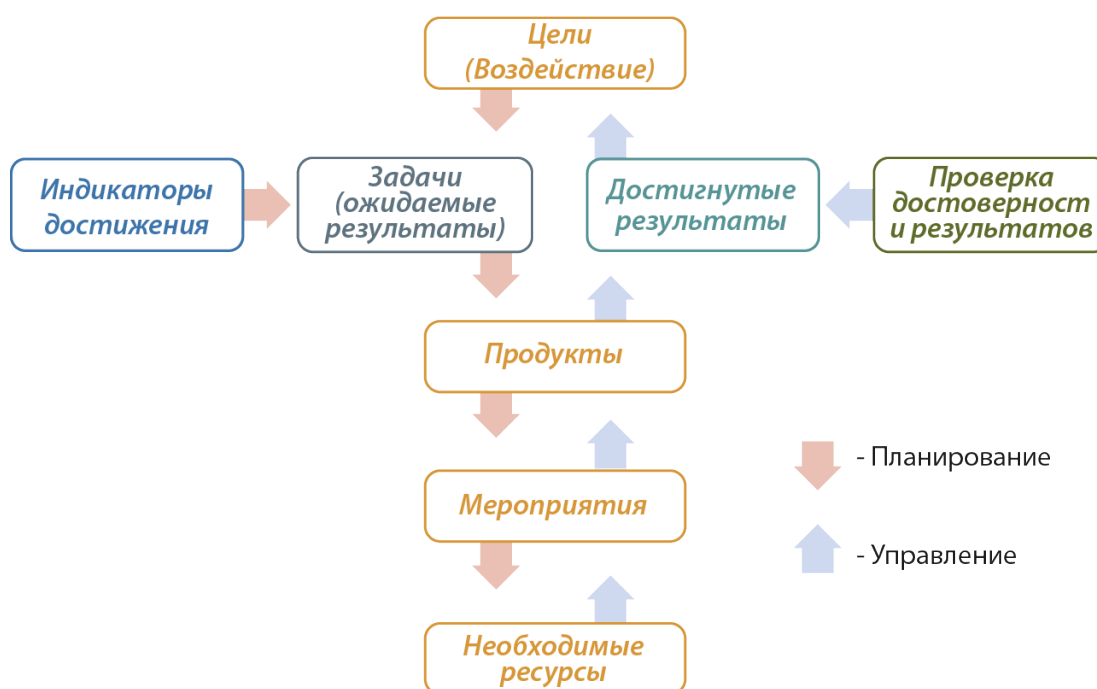 Цели
(Воздействие)
Индикаторы
достижения
Задачи
(ожидаемые
результаты)
Достигнутые
результаты
Проверка
достоверност
и результатов
Продукты
Мероприятия
Необходимые
ресурсы
- Планирование
- Управление